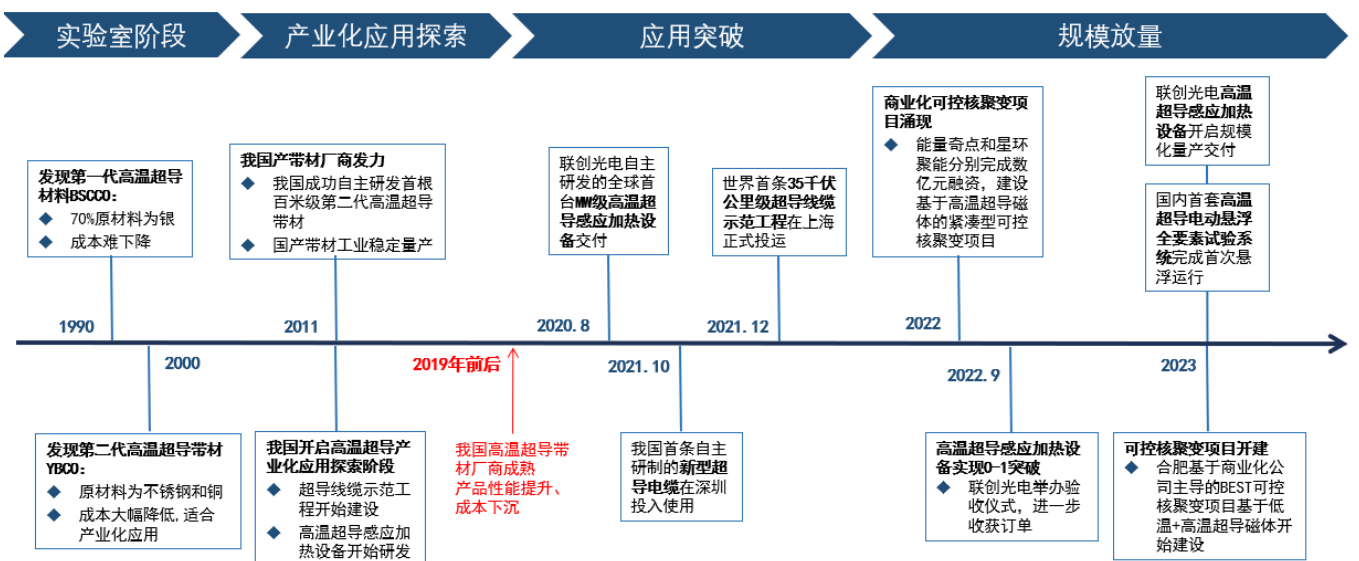 实验室阶段
产业化应用探索
应用突破
规模放量
发现第一代高温超导
材料BSCCO：
◆ 70%原材料为银
◆ 成本难下降
我国产带材厂商发力
◆ 我国成功自主研发首根
百米级第二代高温超导
带材
◆ 国产带材工业稳定量产
联创光电自主
研发的全球首
台MW级高温超
导感应加热设
备交付
世界首条35千伏
公里级超导线缆
示范工程在上海
正式投运
商业化可控核聚变项
目涌现
◆ 能量奇点和星环
聚能分别完成数
亿元融资，建设
基于高温超导磁
体的紧凑型可控
核聚变项目
联创光电高温
超导感应加热
设备开启规模
化量产交付
国内首套高温
超导电动悬浮
全要素试验系
统完成首次悬
浮运行
1990
2011
2020.8
2021.12
2022
2000
2019年前后
2021.10
2022.9
2023
发现第二代高温超导带材
YBCO：
◆ 原材料为不锈钢和铜
◆ 成本大幅降低,适合
产业化应用
我国开启高温超导产
业化应用探索阶段
◆ 超导线缆示范工
程开始建设
◆ 高温超导感应加
热设备开始研发
我国高温超导带
材厂商成熟
产品性能提升、
成本下沉
我国首条自主
研制的新型超
导电缆在深圳
投入使用
高温超导感应加热设
备实现0-1突破
◆ 联创光电举办验
收仪式，进一步
收获订单
可控核聚变项目开建
◆ 合肥基于商业化公
司主导的BEST可控
核聚变项目基于低
温+高温超导磁体开
始建设